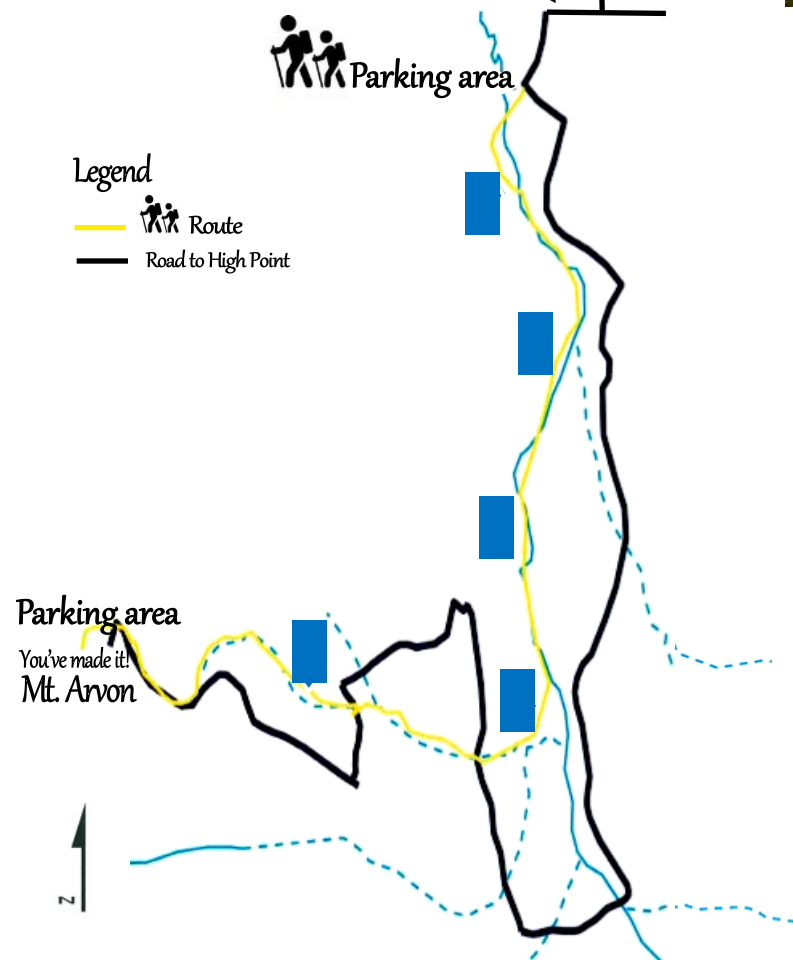 Parking area
Legend
Route
Road to High Point
Parking area
You've made it!
Mt. Arvon
N